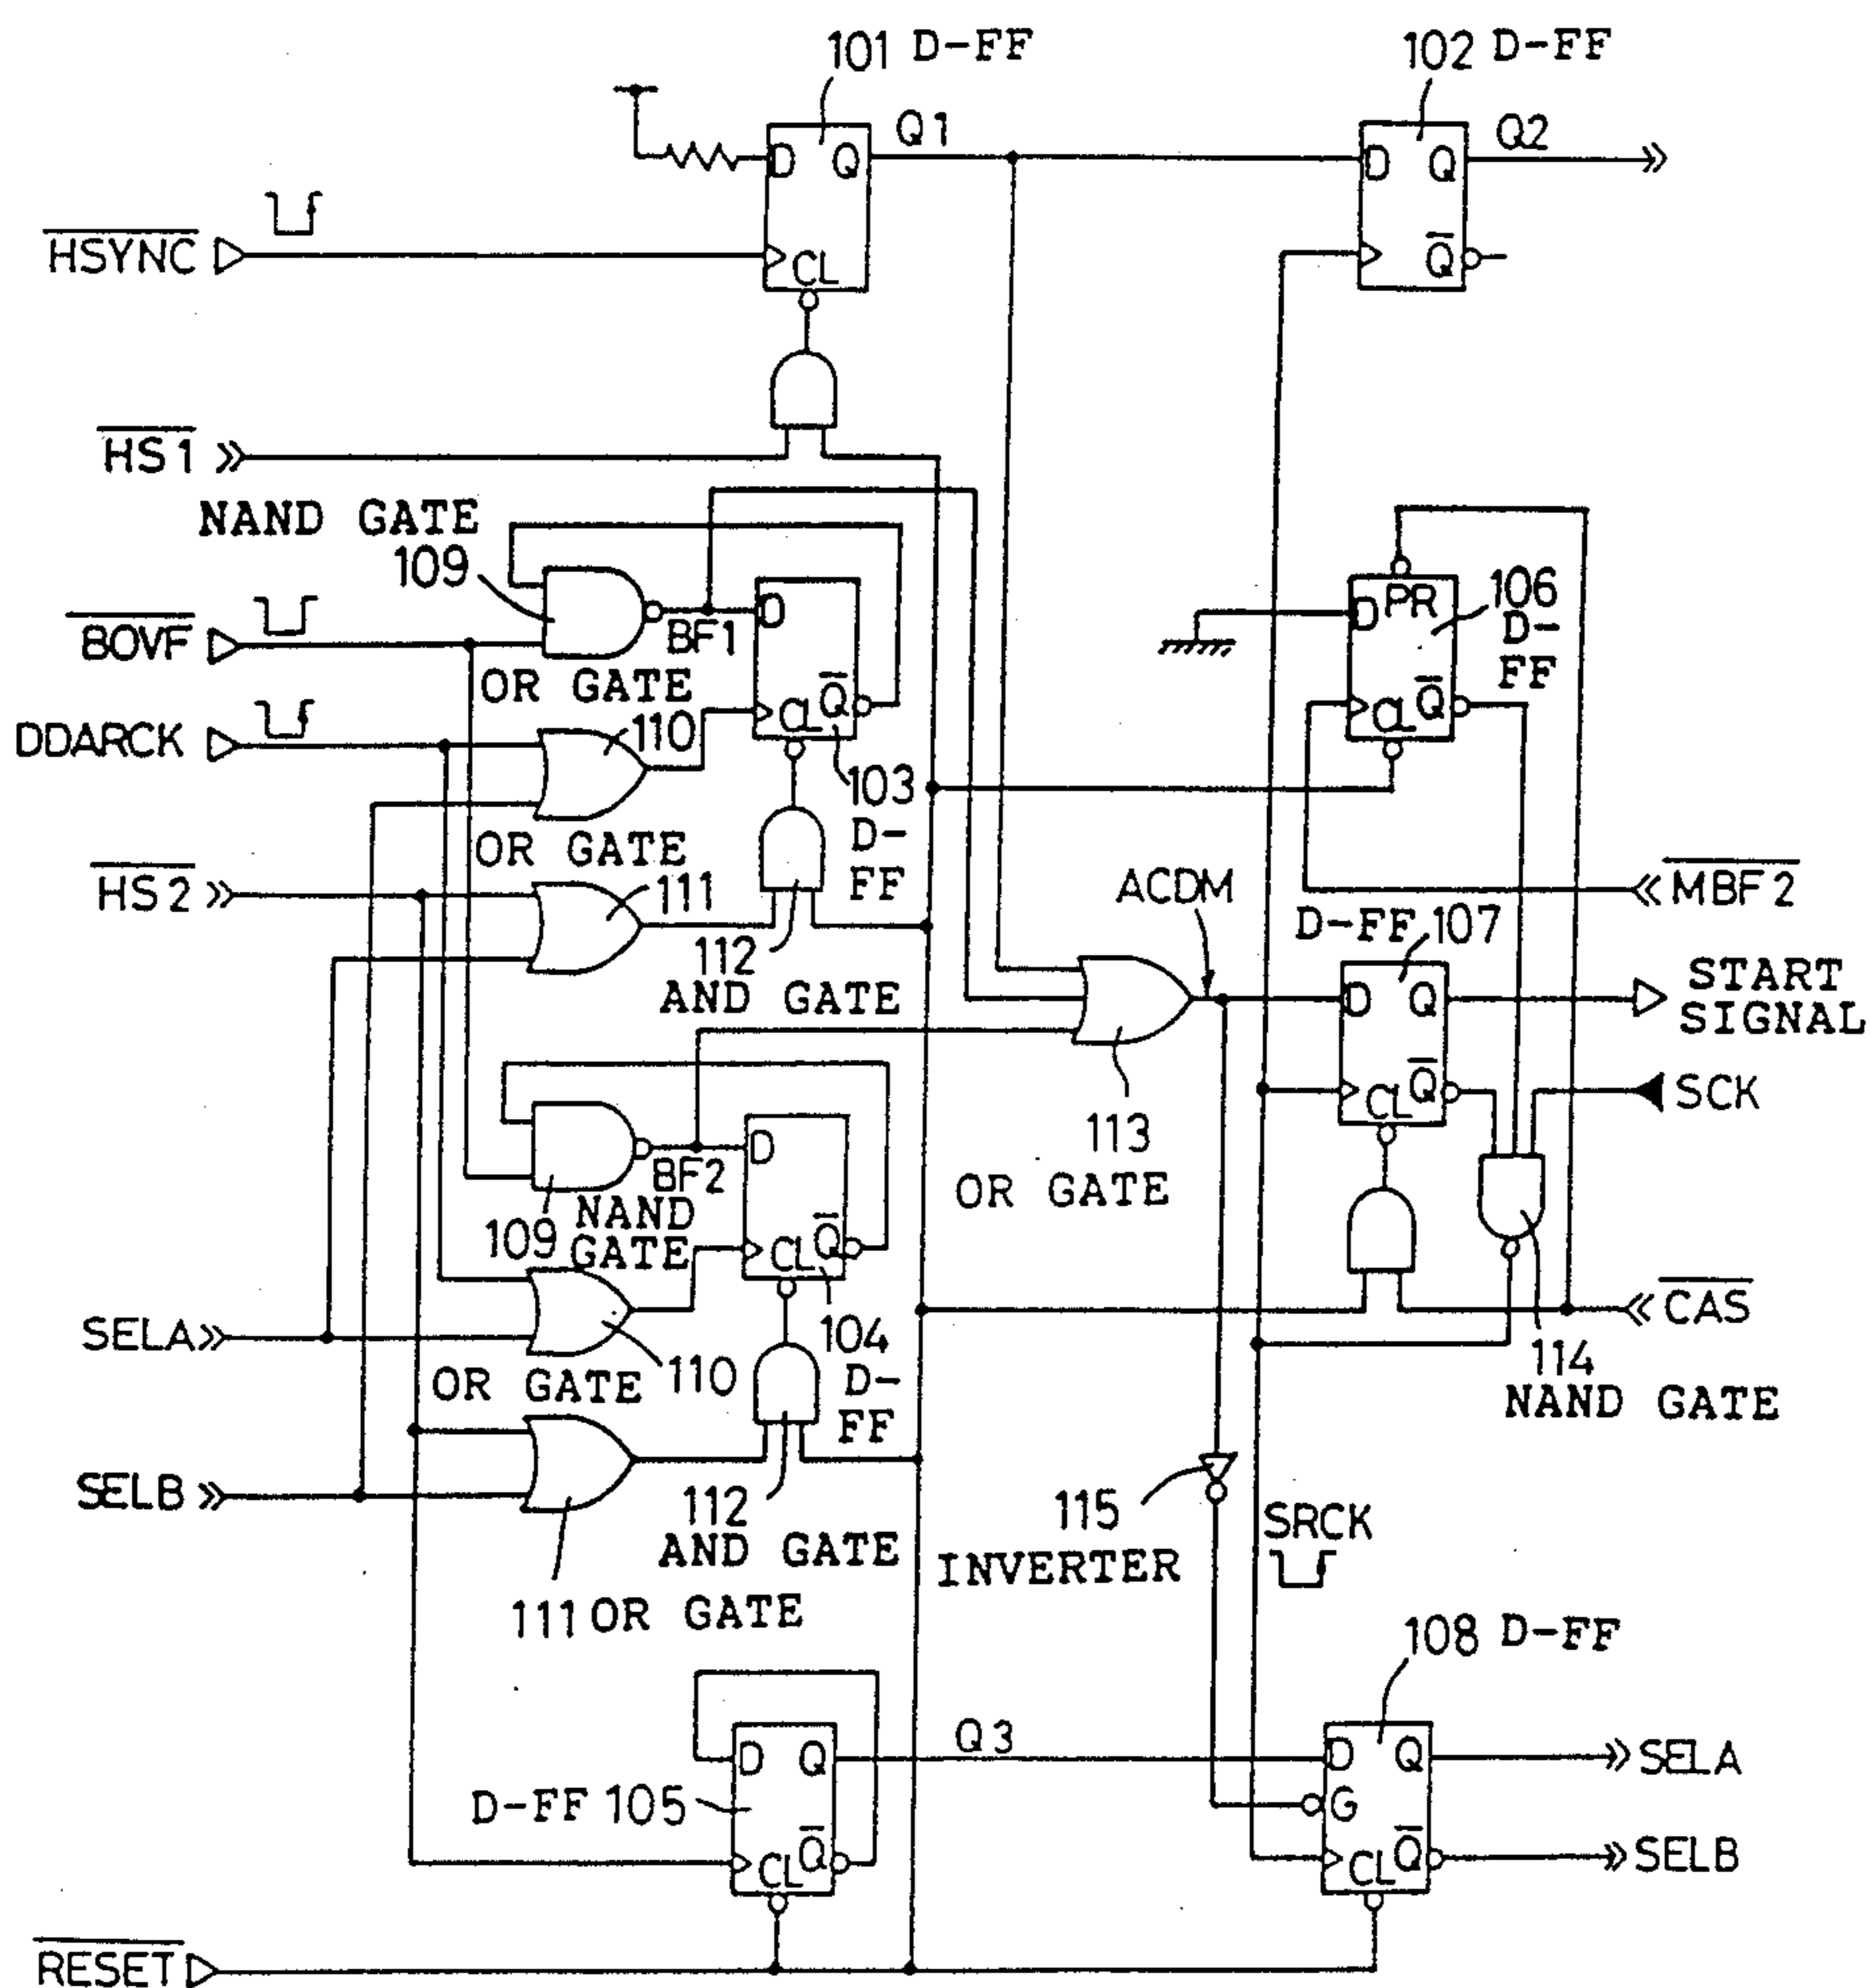 101 D-FF
102 D-FF
Q1
Q2
D Q
D Q
HSYNC
CL
Q
HS1
NAND GATE
109
PR
D
106
D-
FF
BOVF
BF1
D
OR GATE
Q
CL
Q
CL
DDARCK
110
103
D-
FF
OR GATE
HS2
111
ACDM
MBF2
D-FF 107
112
AND GATE
D Q
START
SIGNAL
Q
CL
SCK
113
OR GATE
D
BF2
109
NAND
GATE
Q
CL
SELA
104
D-
FF
CAS
110
OR GATE
114
NAND GATE
SELB
112
AND GATE
115
INVERTER
SRCK
111 OR GATE
108 D-FF
D Q
Q3
D Q
SELA
D-FF 105
G
Q
CL
Q
CL
SELB
RESET